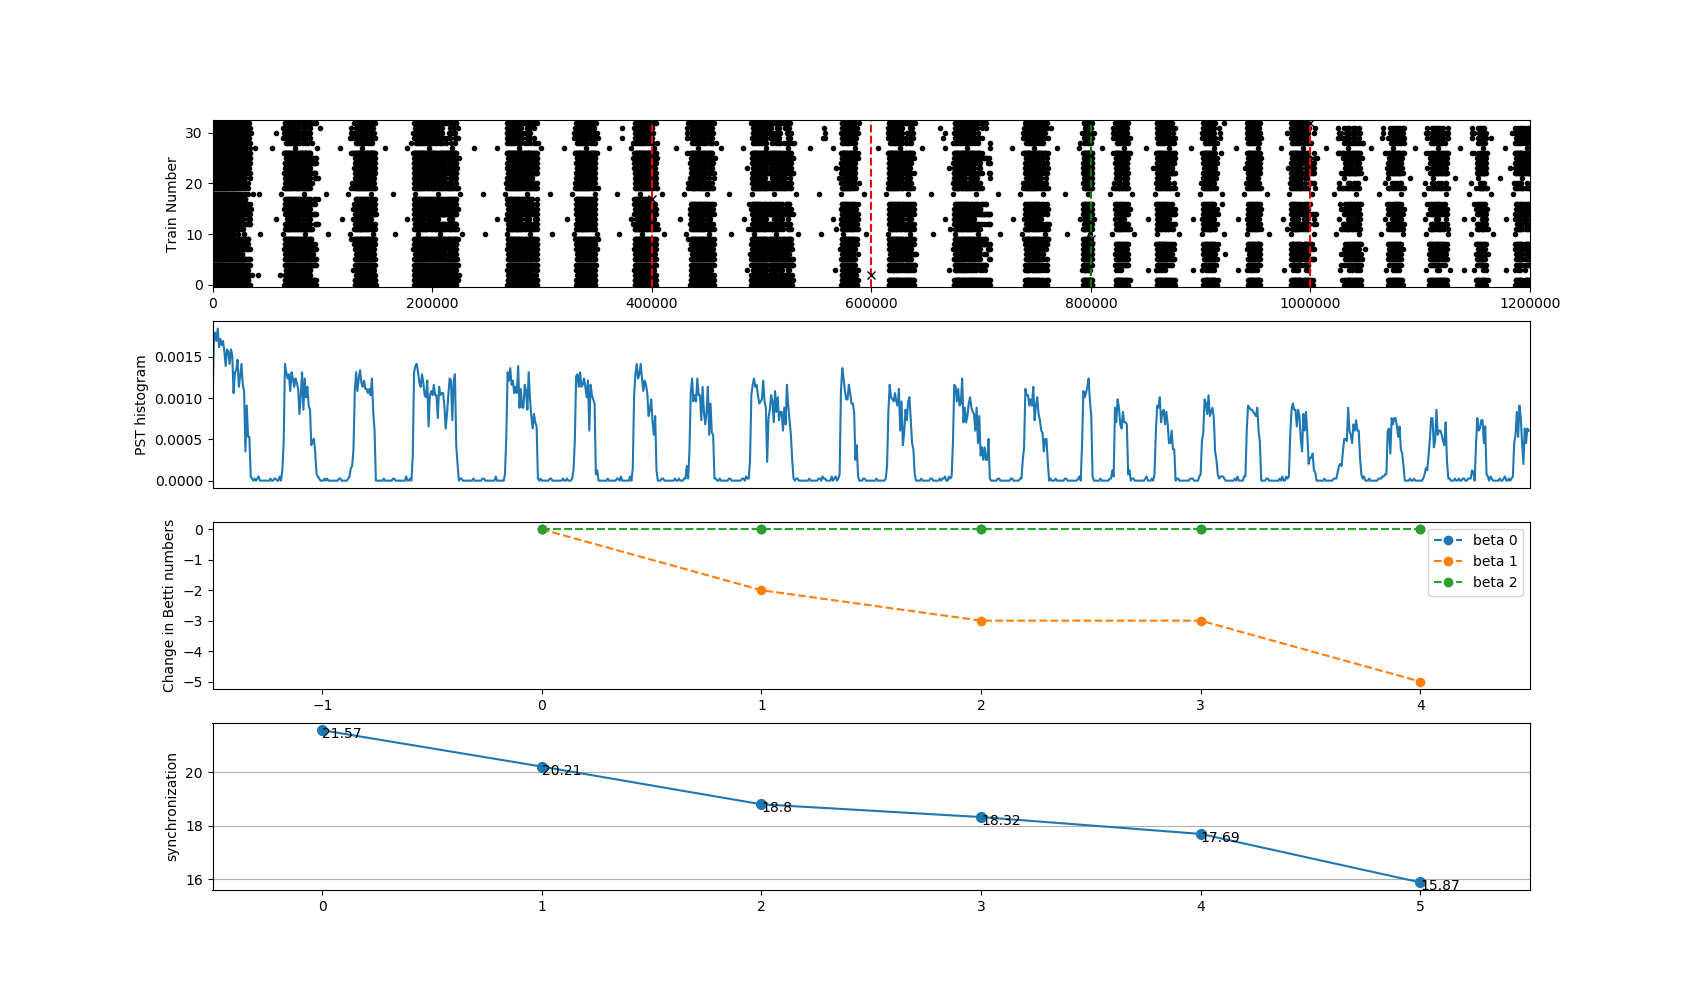 Train Number
30
20
10
0
0 200000 400000 600000 800000 1000000 1200000
PST histogram
0.0015
0.0010
0.0005
0.0000
Change in Betti numbers
0
−1
−2
−3
−4
−5
beta 0
beta 1
beta 2
−1 0 1 2 3 4
synchronization
20
18
16
21.57
20.21
18.8
18.32
17.69
15.87
0 1 2 3 4 5